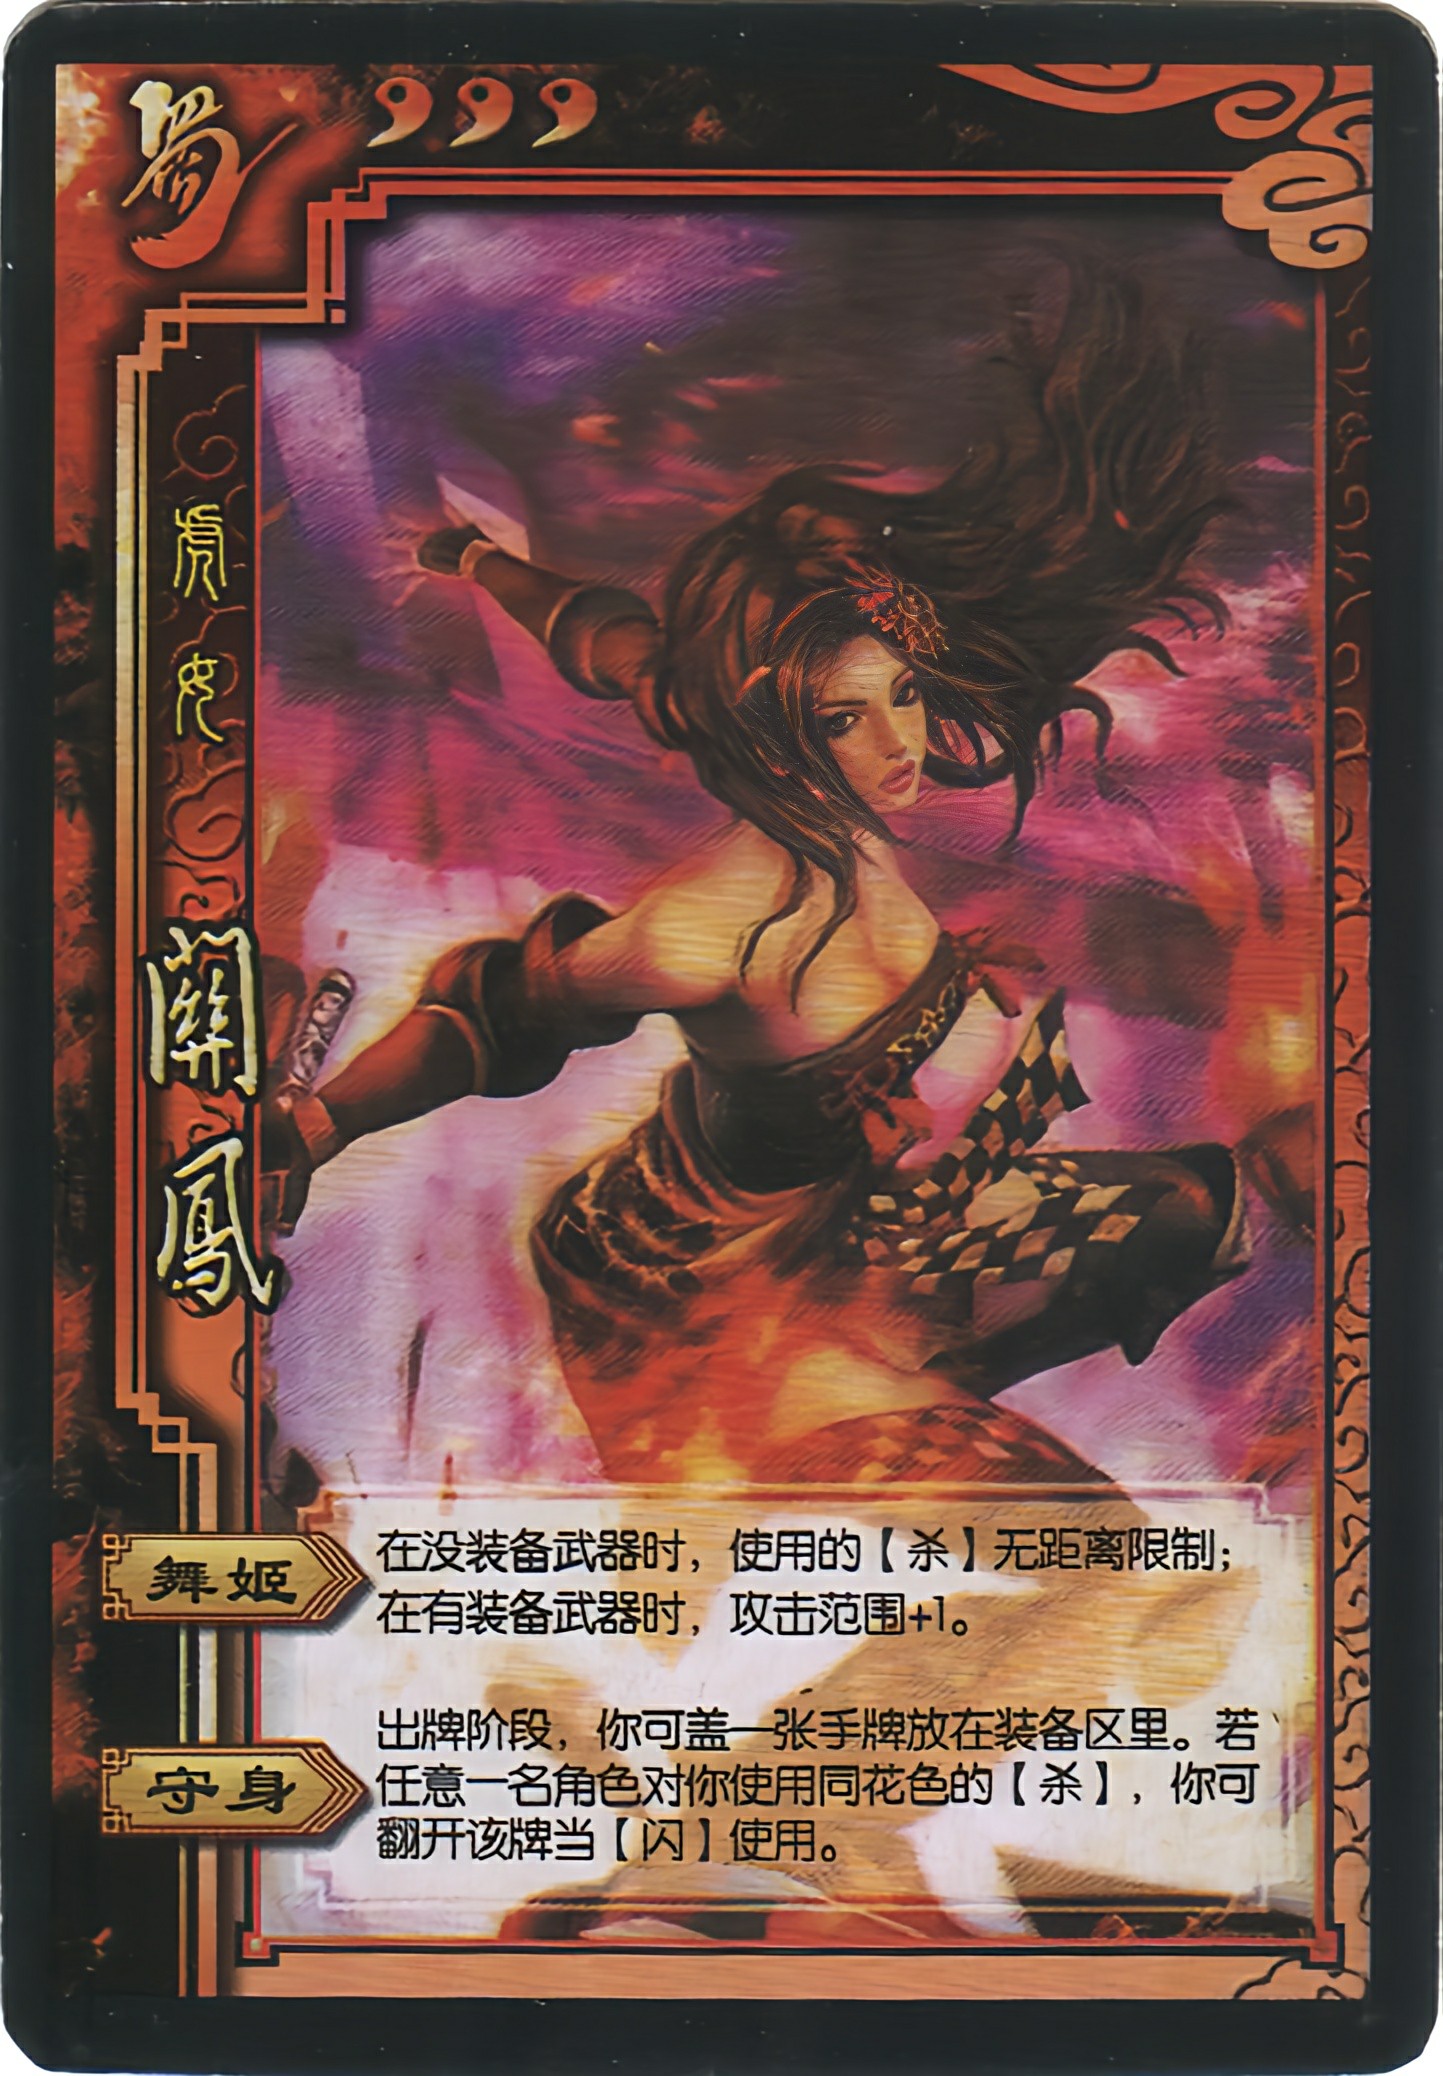 蜀
虎女
關鳳
舞姬
在没装备武器时，使用的【杀】无距离限制；
在有装备武器时，攻击范围+1。
守身
出牌阶段，你可盖一张手牌放在装备区里。若
任意一名角色对你使用同花色的【杀】，你可
翻开该牌当【闪】使用。